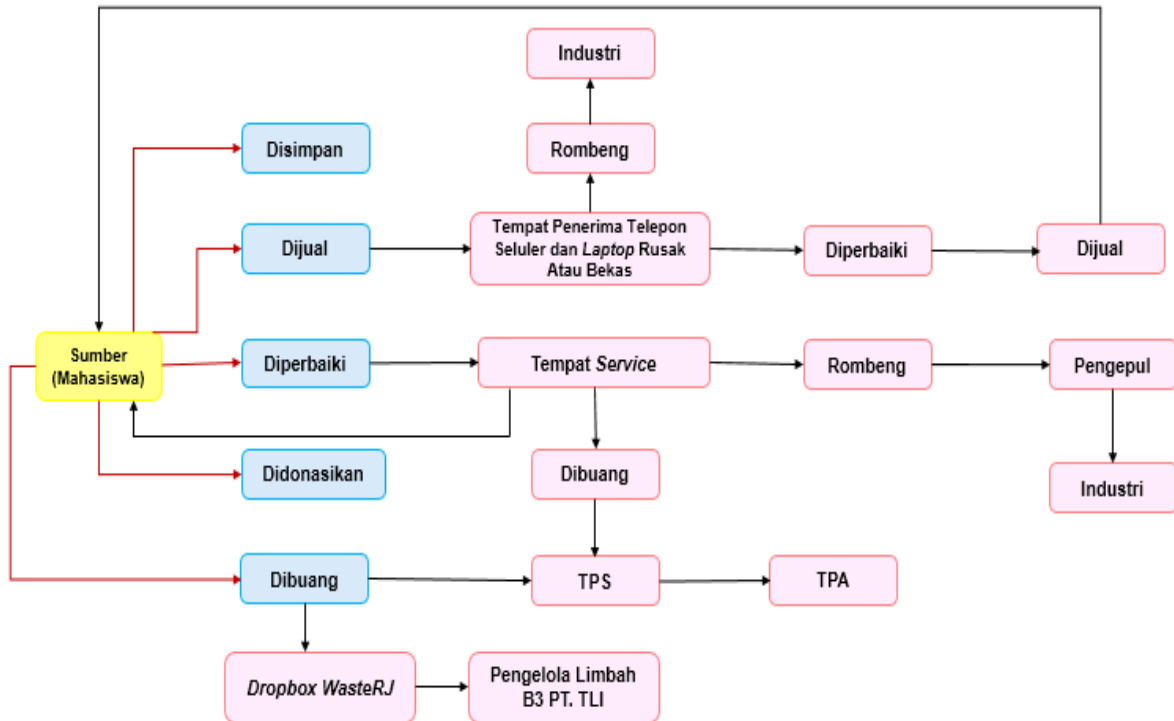 Industri
Disimpan
Rombeng
Dijual
Tempat Penerima Telepon
Seluler dan Laptop Rusak
Atau Bekas
Diperbaiki
Dijual
Sumber
(Mahasiswa)
Diperbaiki
Tempat Service
Rombeng
Pengepul
Didonasikan
Dibuang
Industri
Dibuang
TPS
TPA
Dropbox WasteRJ
Pengelola Limbah
B3 PT. TLI